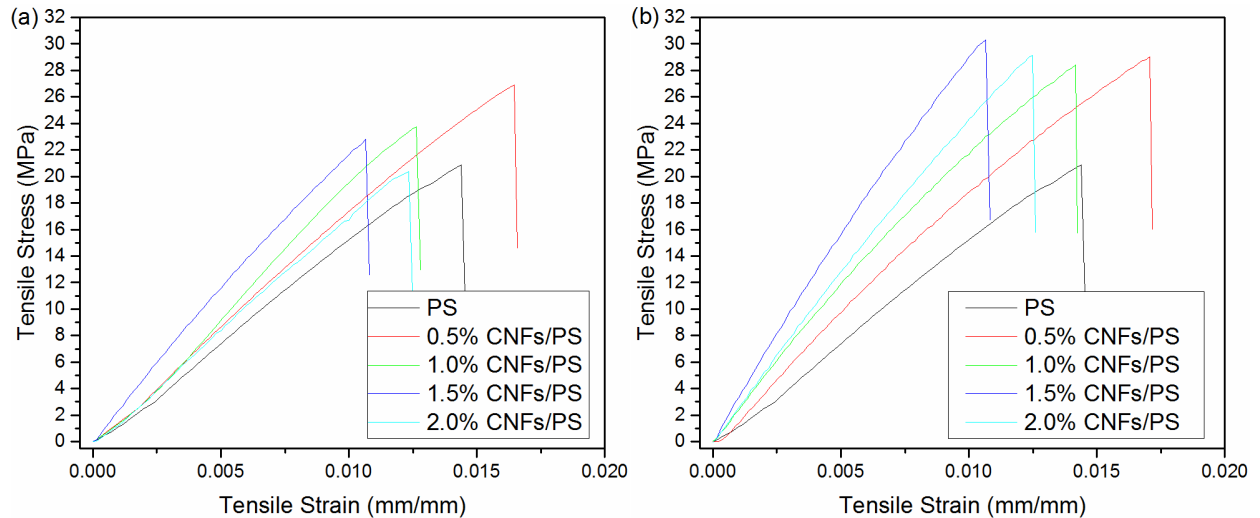 (a)
32
30
28
26
24
22
20
18
16
14
12
10
8
6
4
2
0
Tensile Stress (MPa)
PS
0.5% CNFs/PS
1.0% CNFs/PS
1.5% CNFs/PS
2.0% CNFs/PS
0.000 0.005 0.010 0.015 0.020
Tensile Strain (mm/mm)
(b)
32
30
28
26
24
22
20
18
16
14
12
10
8
6
4
2
0
Tensile Stress (MPa)
PS
0.5% CNFs/PS
1.0% CNFs/PS
1.5% CNFs/PS
2.0% CNFs/PS
0.000 0.005 0.010 0.015 0.020
Tensile Strain (mm/mm)